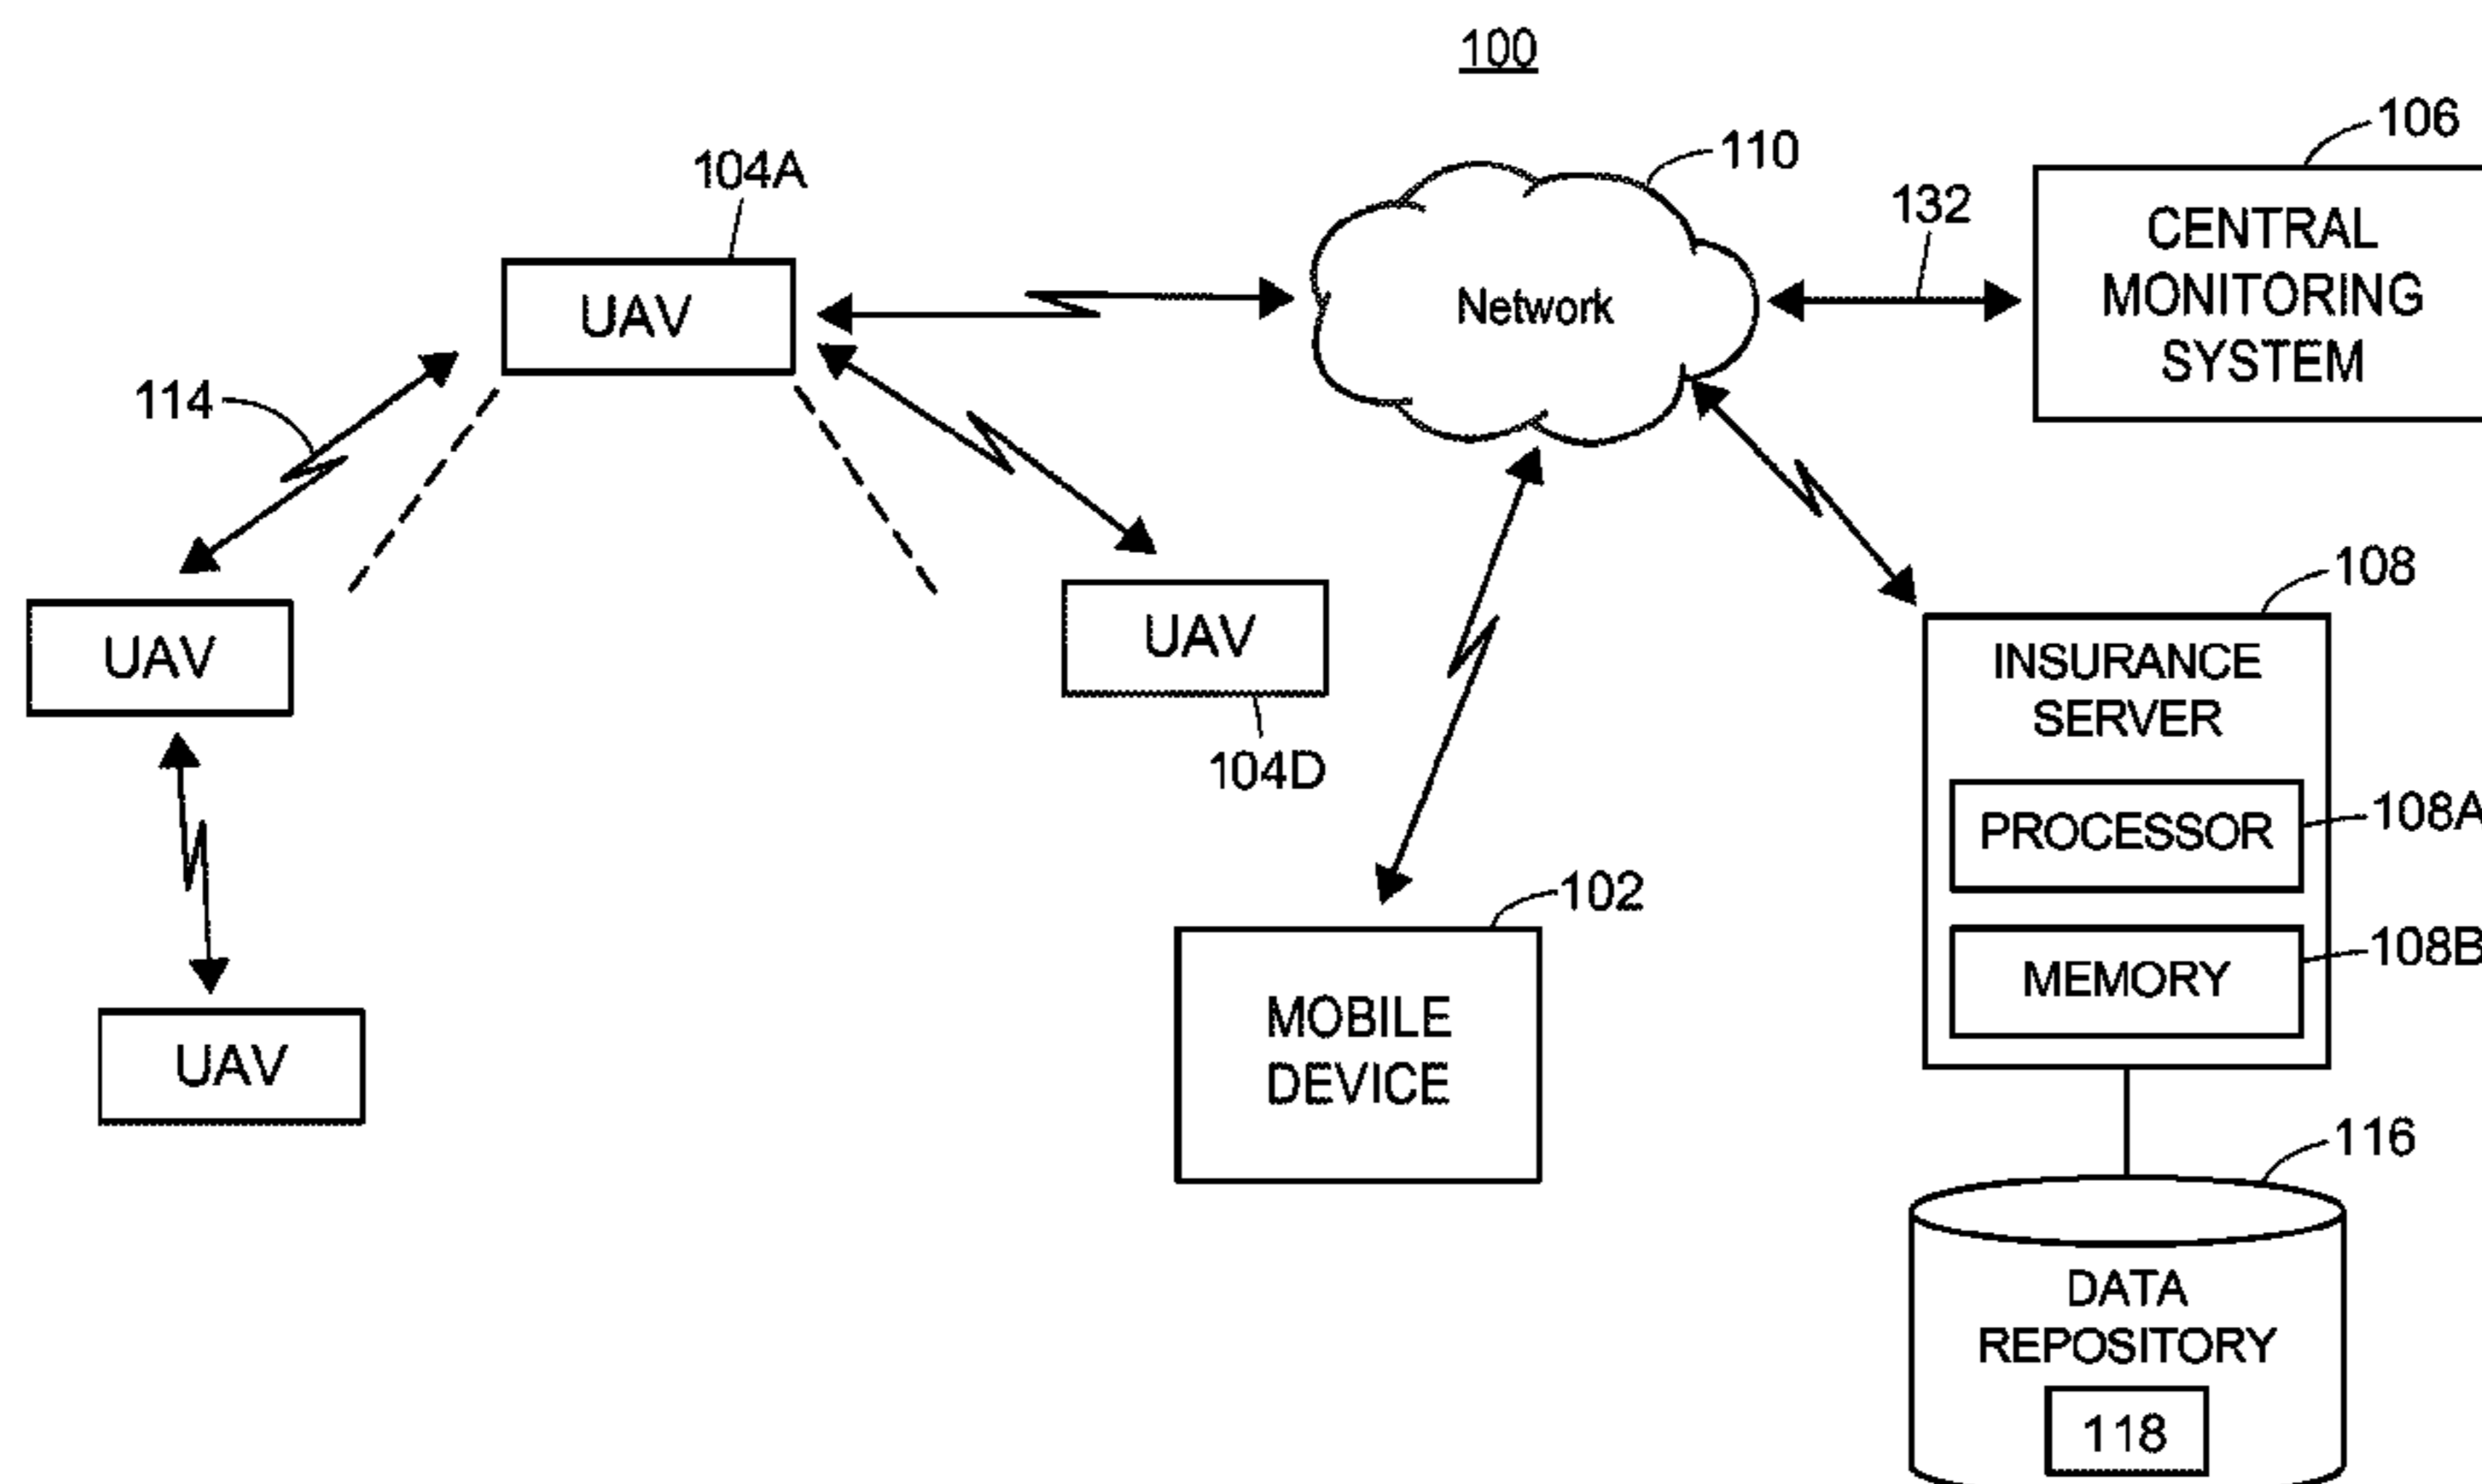 100
106
110
104A
132
CENTRAL
MONITORING
SYSTEM
UAV
Network
114
108
UAV
UAV
INSURANCE
SERVER
104D
PROCESSOR
108A
102
MEMORY
108B
MOBILE
DEVICE
UAV
116
DATA
REPOSITORY
118